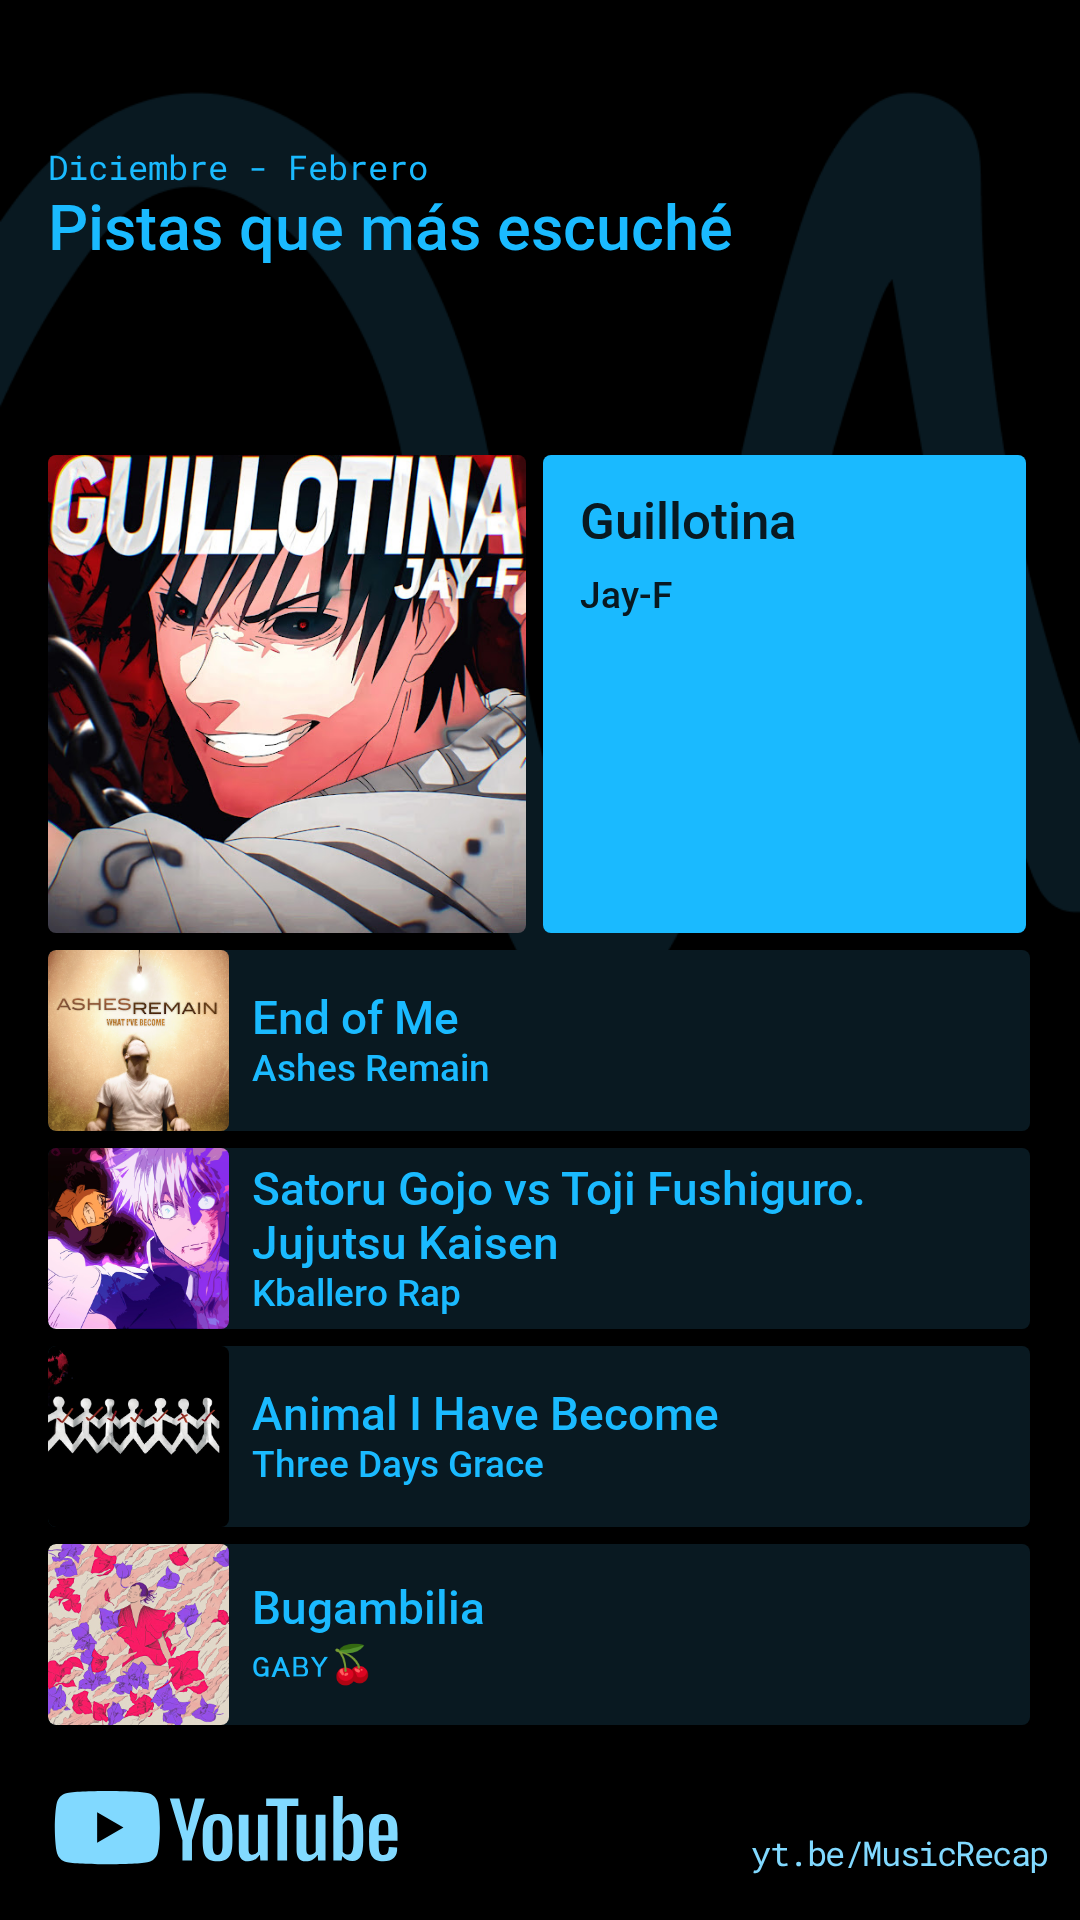 Diciembre - Febrero
Pistas que más escuché
GUILLOTINA
JAY-F
Guillotina
Jay-F
ASHES REMAIN
WHAT I'VE BECOME
End of Me
Ashes Remain
Satoru Gojo vs Toji Fushiguro.
Jujutsu Kaisen
Kballero Rap
Animal I Have Become
Three Days Grace
Bugambilia
ɢᴀʙʏ🍒
YouTube
yt.be/MusicRecap